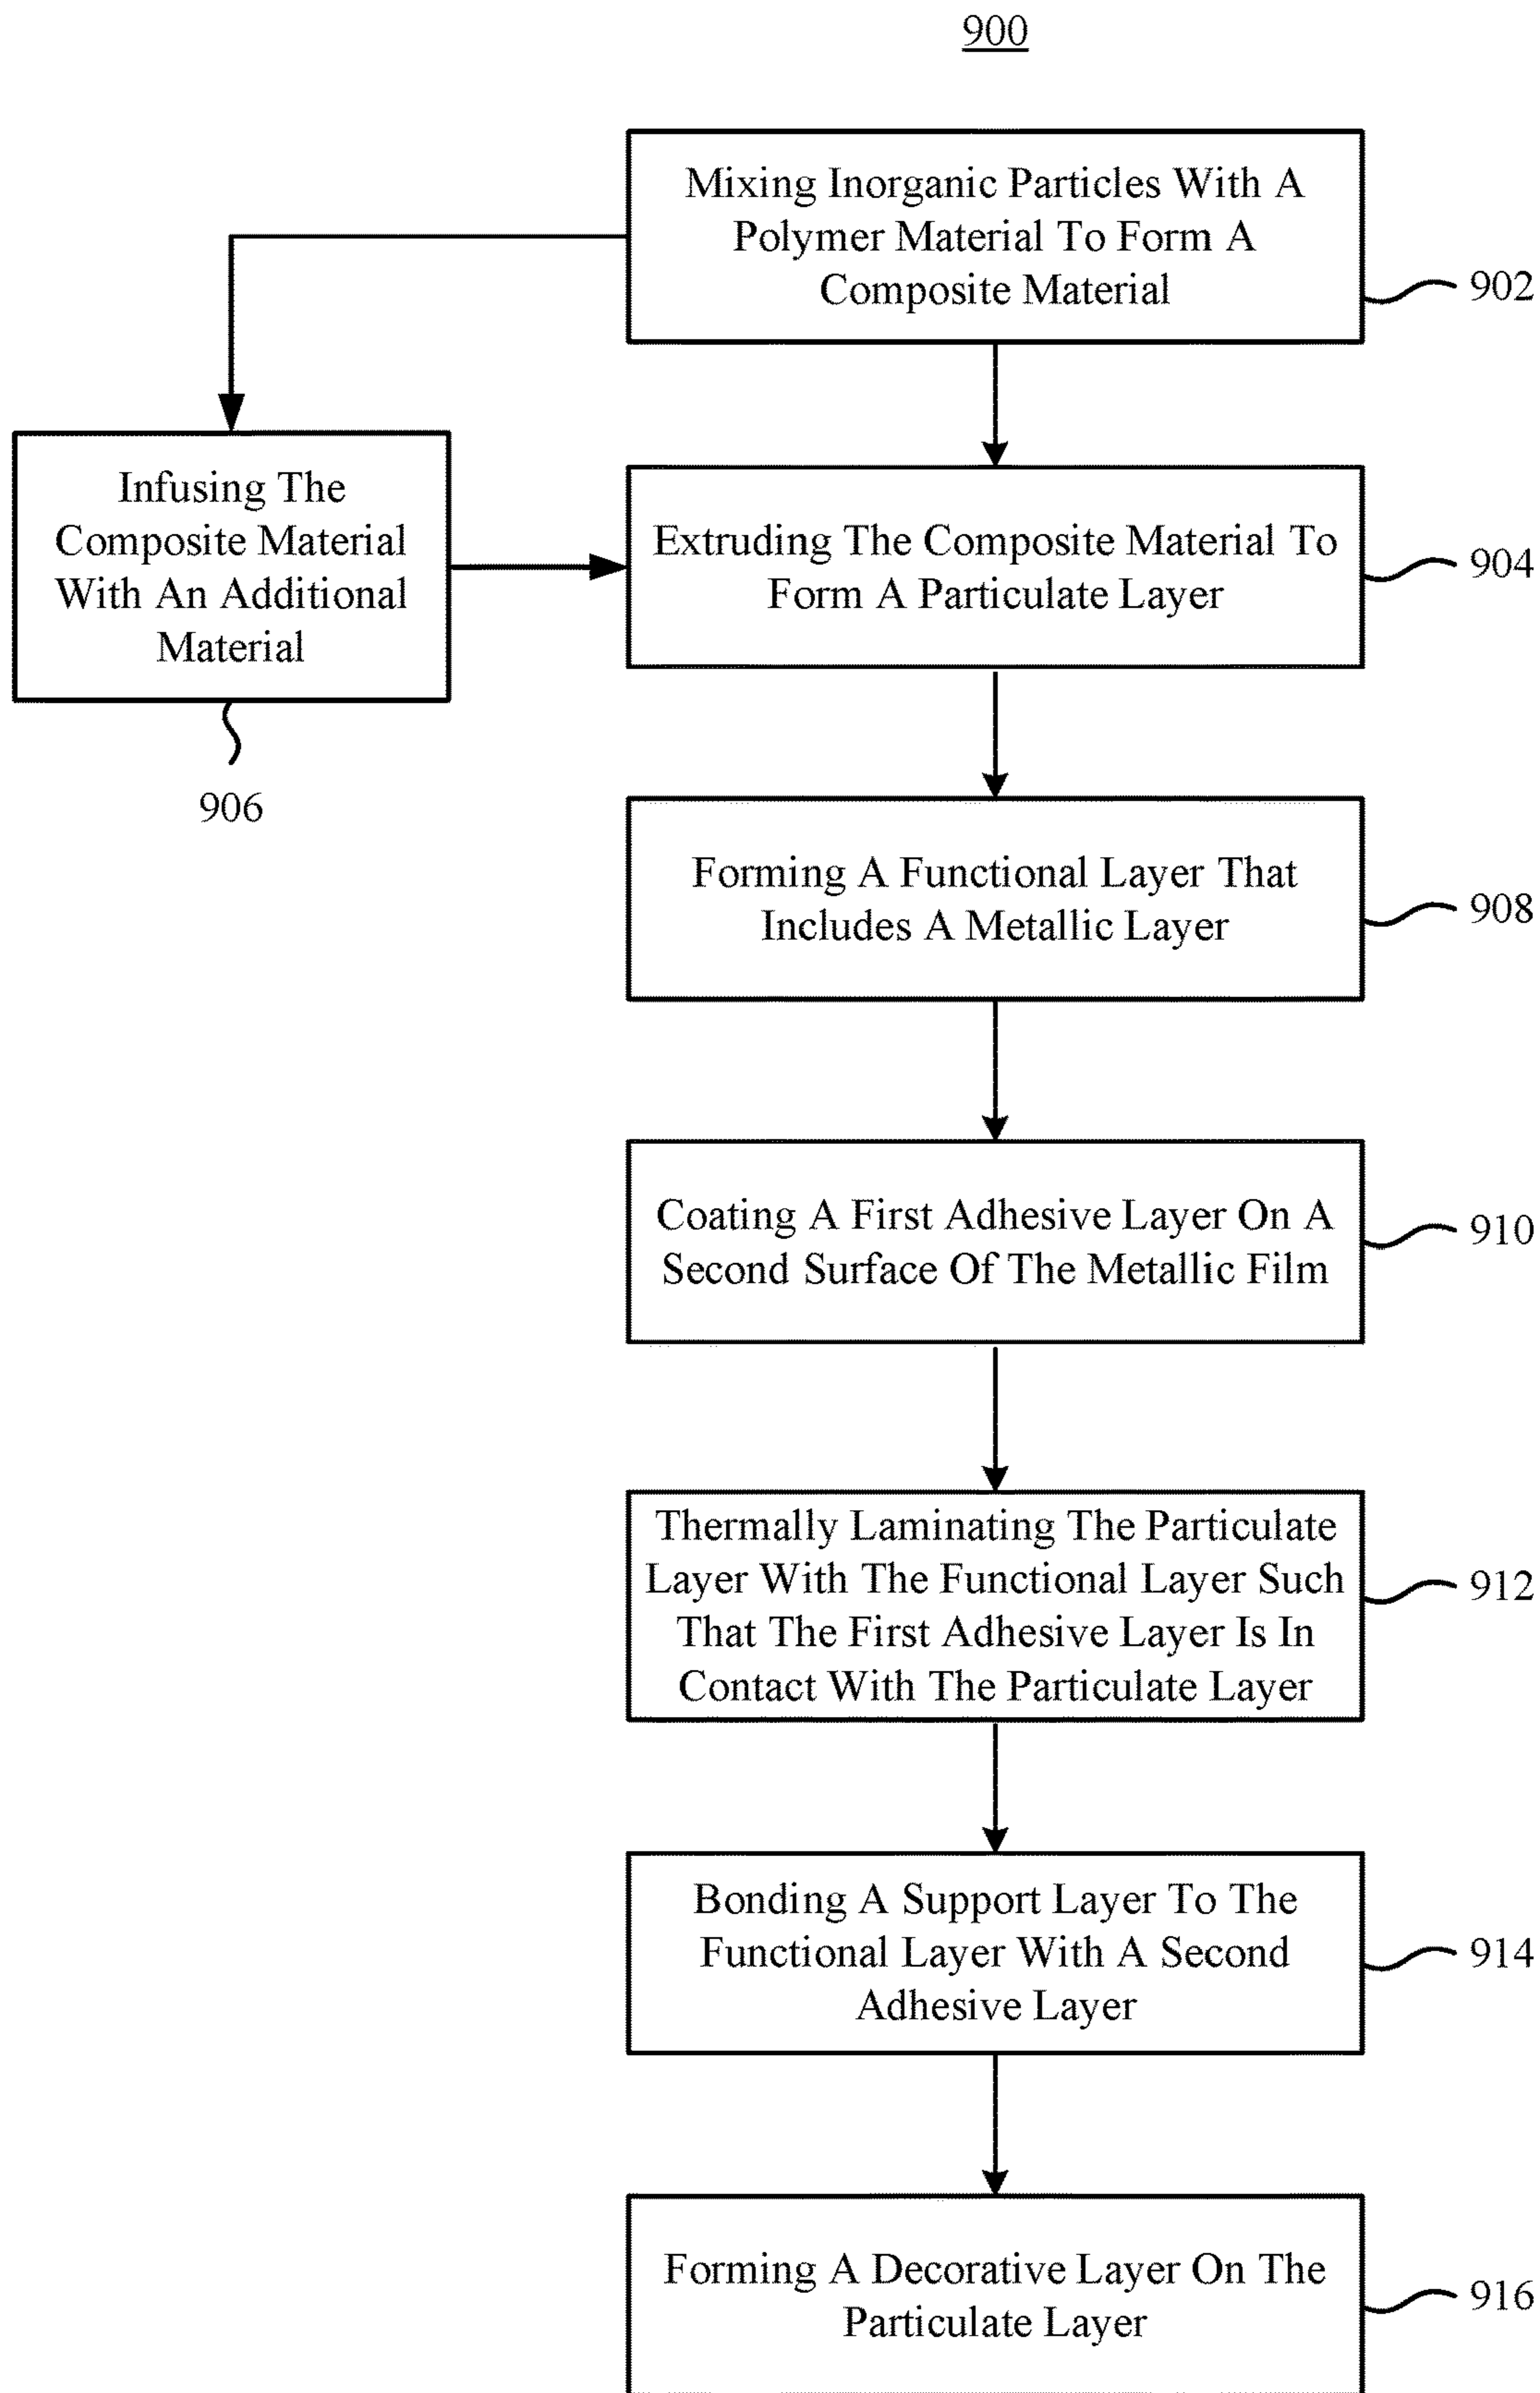 900
Mixing Inorganic Particles With A
Polymer Material To Form A
Composite Material
902
Infusing The
Composite Material
With An Additional
Material
906
Extruding The Composite Material To
Form A Particulate Layer
904
Forming A Functional Layer That
Includes A Metallic Layer
908
Coating A First Adhesive Layer On A
Second Surface Of The Metallic Film
910
Thermally Laminating The Particulate
Layer With The Functional Layer Such
That The First Adhesive Layer Is In
Contact With The Particulate Layer
912
Bonding A Support Layer To The
Functional Layer With A Second
Adhesive Layer
914
Forming A Decorative Layer On The
Particulate Layer
916